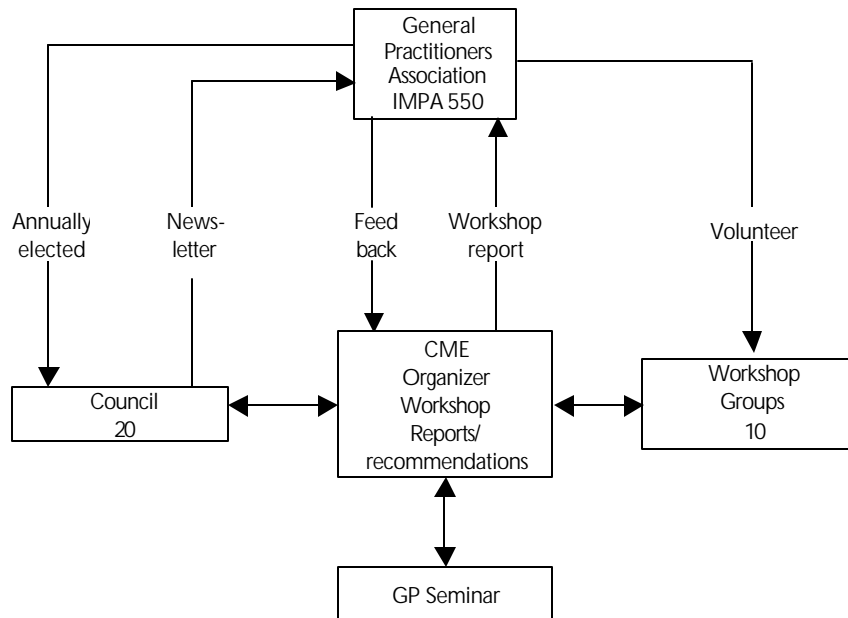 General
Practitioners
Association
IMPA 550
Annually
elected
News-
letter
Feed
back
Workshop
report
Volunteer
CME
Organizer
Workshop
Reports/
recommendations
Council
20
Workshop
Groups
10
GP Seminar